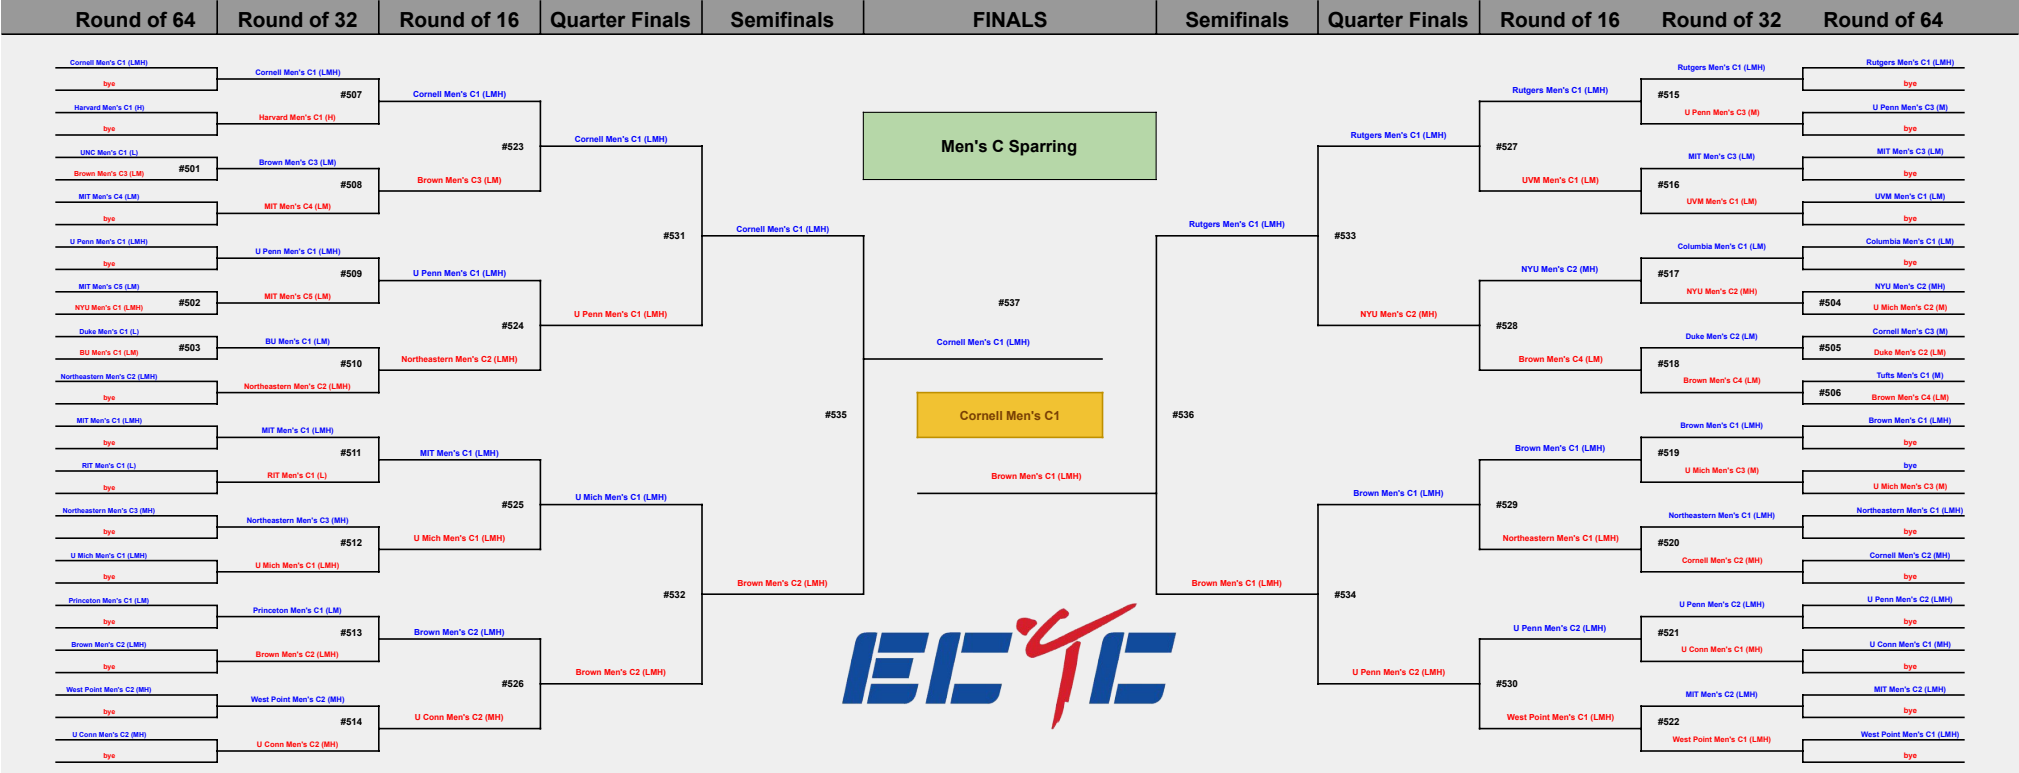 Round of 64
Round of 32
Round of 16
Quarter Finals
Semifinals
FINALS
Semifinals
Quarter Finals
Round of 16
Round of 32
Round of 64
Cornell Men's C1 (LMH)
bye
Harvard Men's C1 (H)
bye
UNC Men's C1 (L)
#501
Brown Men's C3 (LM)
MIT Men's C4 (LM)
bye
U Penn Men's C1 (LMH)
bye
MIT Men's C5 (LM)
#502
NYU Men's C1 (LMH)
Duke Men's C1 (L)
#503
BU Men's C1 (LM)
Northeastern Men's C2 (LMH)
bye
MIT Men's C1 (LMH)
bye
RIT Men's C1 (L)
bye
Northeastern Men's C3 (MH)
bye
U Mich Men's C1 (LMH)
bye
Princeton Men's C1 (LM)
bye
Brown Men's C2 (LMH)
bye
West Point Men's C2 (MH)
bye
U Conn Men's C2 (MH)
bye
Cornell Men's C1 (LMH)
#507
Harvard Men's C1 (H)
Brown Men's C3 (LM)
#508
MIT Men's C4 (LM)
U Penn Men's C1 (LMH)
#509
MIT Men's C5 (LM)
BU Men's C1 (LM)
#510
Northeastern Men's C2 (LMH)
MIT Men's C1 (LMH)
#511
RIT Men's C1 (L)
Northeastern Men's C3 (MH)
#512
U Mich Men's C1 (LMH)
Princeton Men's C1 (LM)
#513
Brown Men's C2 (LMH)
West Point Men's C2 (MH)
#514
U Conn Men's C2 (MH)
Cornell Men's C1 (LMH)
#523
Brown Men's C3 (LM)
U Penn Men's C1 (LMH)
#524
Northeastern Men's C2 (LMH)
MIT Men's C1 (LMH)
#525
U Mich Men's C1 (LMH)
Brown Men's C2 (LMH)
#526
U Conn Men's C2 (MH)
Cornell Men's C1 (LMH)
#531
U Penn Men's C1 (LMH)
U Mich Men's C1 (LMH)
#532
Brown Men's C2 (LMH)
Cornell Men's C1 (LMH)
#535
Brown Men's C2 (LMH)
Men's C Sparring
#537
Cornell Men's C1 (LMH)
Cornell Men's C1
Brown Men's C1 (LMH)
ECTC
Rutgers Men's C1 (LMH)
#536
Brown Men's C1 (LMH)
Rutgers Men's C1 (LMH)
#533
NYU Men's C2 (MH)
Brown Men's C1 (LMH)
#534
U Penn Men's C2 (LMH)
Rutgers Men's C1 (LMH)
#527
UVM Men's C1 (LM)
NYU Men's C2 (MH)
#528
Brown Men's C4 (LM)
Brown Men's C1 (LMH)
#529
Northeastern Men's C1 (LMH)
U Penn Men's C2 (LMH)
#530
West Point Men's C1 (LMH)
Rutgers Men's C1 (LMH)
#515
U Penn Men's C3 (M)
MIT Men's C3 (LM)
#516
UVM Men's C1 (LM)
Columbia Men's C1 (LM)
#517
NYU Men's C2 (MH)
Duke Men's C2 (LM)
#518
Brown Men's C4 (LM)
Brown Men's C1 (LMH)
#519
U Mich Men's C3 (M)
Northeastern Men's C1 (LMH)
#520
Cornell Men's C2 (MH)
U Penn Men's C2 (LMH)
#521
U Conn Men's C1 (MH)
MIT Men's C2 (LMH)
#522
West Point Men's C1 (LMH)
Rutgers Men's C1 (LMH)
bye
U Penn Men's C3 (M)
bye
MIT Men's C3 (LM)
bye
UVM Men's C1 (LM)
bye
Columbia Men's C1 (LM)
bye
NYU Men's C2 (MH)
#504
U Mich Men's C2 (M)
Cornell Men's C3 (M)
#505
Duke Men's C2 (LM)
Tufts Men's C1 (M)
#506
Brown Men's C4 (LM)
Brown Men's C1 (LMH)
bye
bye
U Mich Men's C3 (M)
Northeastern Men's C1 (LMH)
bye
Cornell Men's C2 (MH)
bye
U Penn Men's C2 (LMH)
bye
U Conn Men's C1 (MH)
bye
MIT Men's C2 (LMH)
bye
West Point Men's C1 (LMH)
bye